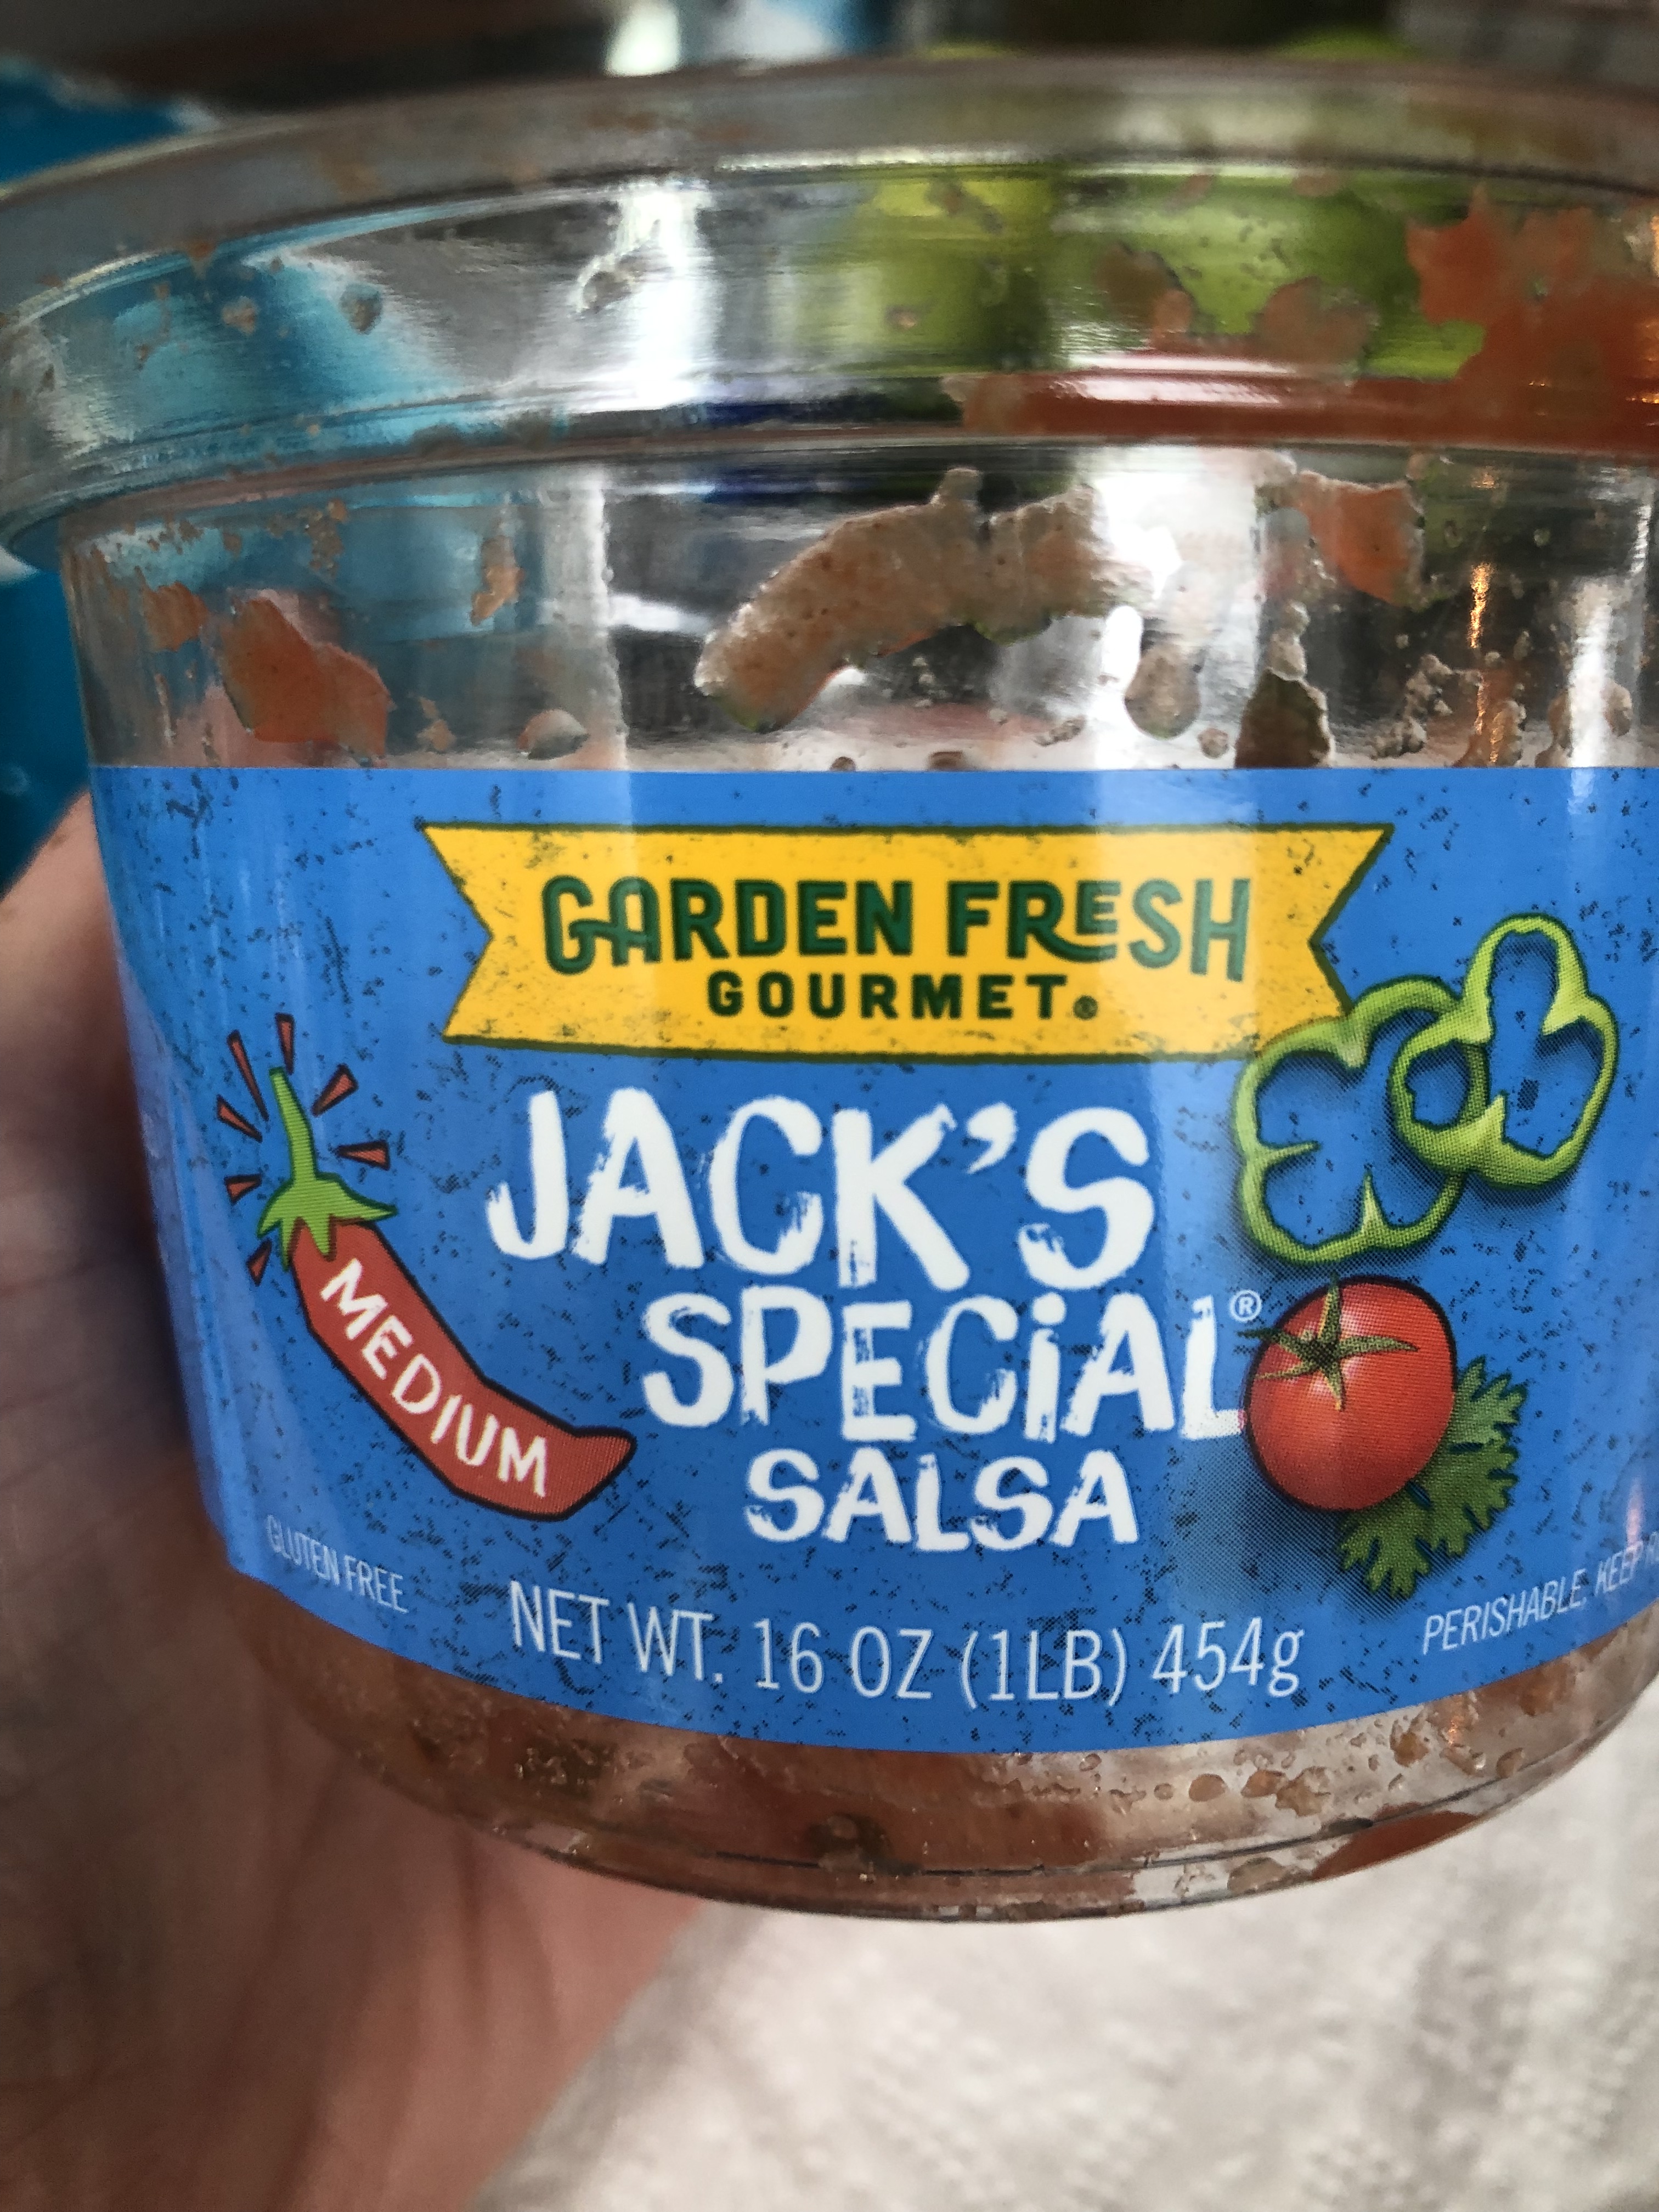 GARDEN FRESH
GOURMET®
JACK'S
SPECiAL®
SALSA
MEDIUM
GLUTEN FREE
NET WT. 16 OZ (1LB) 454g
PERISHABLE, KEEP